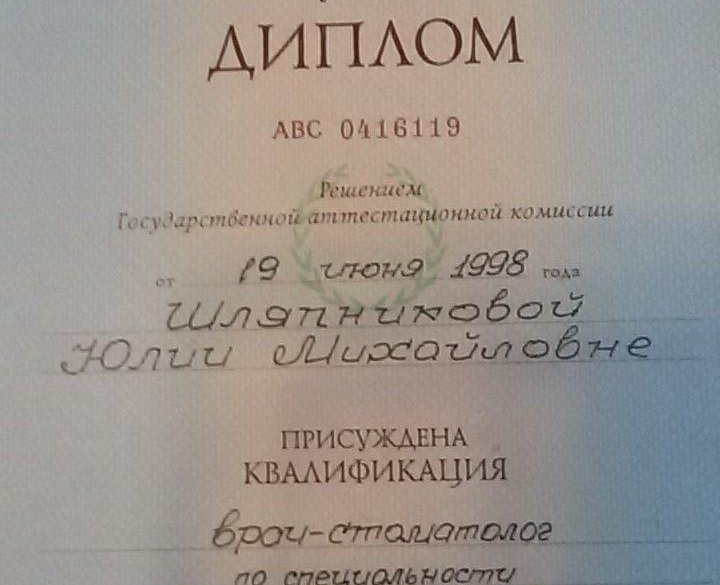 ДИПЛОМ
АВС 0416119
Решением
Государственной аттестационной комиссии
от 19 июня 1998 года
Шляпниковой
Юлии Михайловне
ПРИСУЖДЕНА
КВАЛИФИКАЦИЯ
врач-стоматолог
по специальности